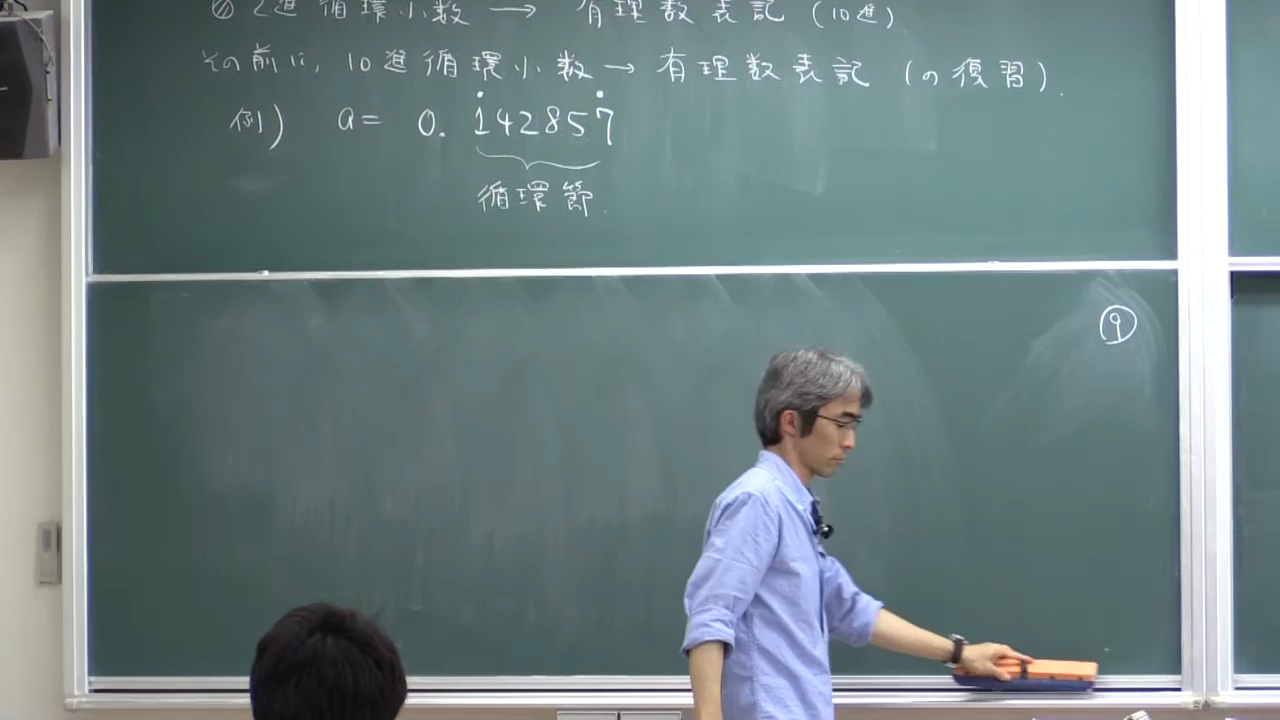 ◎ 2進循環小数 → 有理数表記 (10進)
その前に, 10進循環小数 → 有理数表記 (の復習).
例) a = 0.1̇42857̇
循環節.
⑨